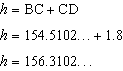 h = BC + CD
h = 154.5102… + 1.8
h = 156.3102…